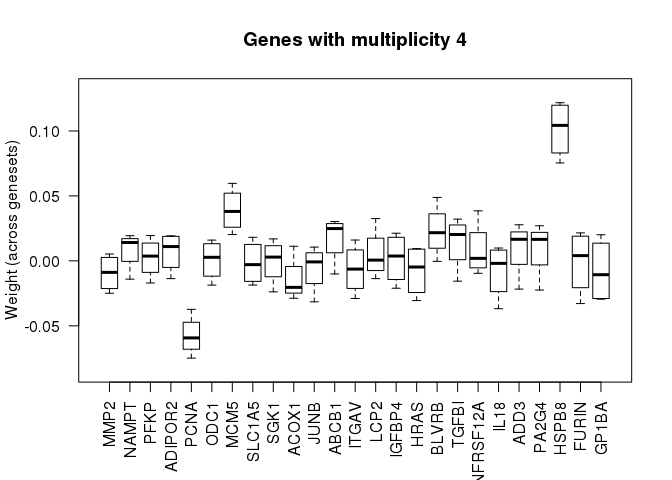 Genes with multiplicity 4
Weight (across genesets)
0.10
0.05
0.00
-0.05
MMP2
NAMPT
PFKP
ADIPOR2
PCNA
ODC1
MCM5
SLC1A5
SGK1
ACOX1
JUNB
ABCB1
ITGAV
LCP2
IGFBP4
HRAS
BLVRB
TGFBI
NFRSF12A
IL18
ADD3
PA2G4
HSPB8
FURIN
GP1BA